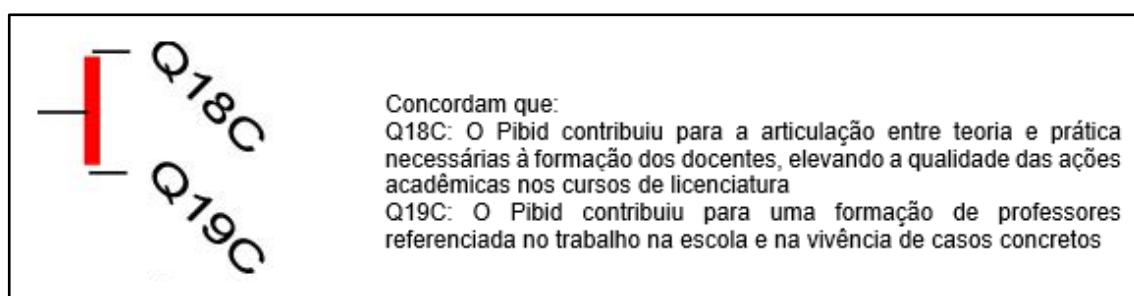 Q18C
Q19C
Concordam que:
Q18C: O Pibid contribuiu para a articulação entre teoria e prática
necessárias à formação dos docentes, elevando a qualidade das ações
acadêmicas nos cursos de licenciatura
Q19C: O Pibid contribuiu para uma formação de professores
referenciada no trabalho na escola e na vivência de casos concretos